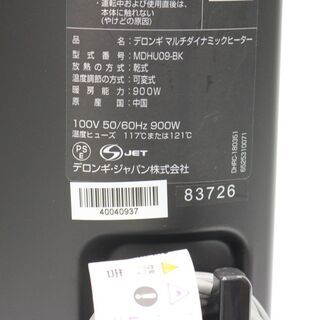 ・運転中および使用直後は、
本体に触れない
(やけどの原因)
品名：デロンギ マルチダイナミックヒーター
型式番号：MDHU09-BK
放熱の方式：乾式
温度調節の方式：可変式
暖房能力：900W
原産国：中国
100V 50/60Hz 900W
温度ヒューズ 117℃または121℃
PS
E
S JET
デロンギ・ジャパン株式会社
DHRC-180351
6525310071
40040937
83726